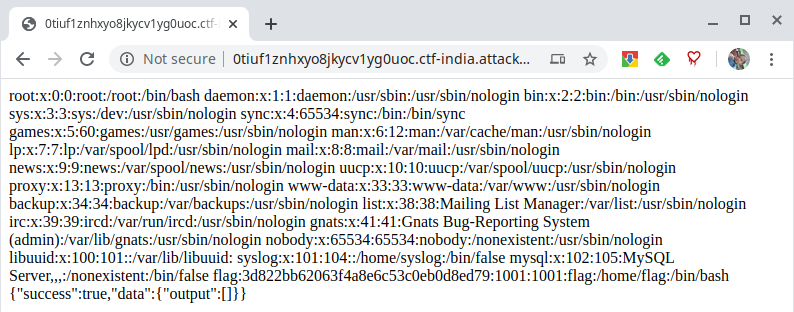 0tiuf1znhxyo8jkycv1yg0uoc.ctf-i
Not secure | 0tiuf1znhxyo8jkycv1yg0uoc.ctf-india.attack...
root:x:0:0:root:/root:/bin/bash daemon:x:1:1:daemon:/usr/sbin:/usr/sbin/nologin bin:x:2:2:bin:/bin:/usr/sbin/nologin
sys:x:3:3:sys:/dev:/usr/sbin/nologin sync:x:4:65534:sync:/bin:/bin/sync
games:x:5:60:games:/usr/games:/usr/sbin/nologin man:x:6:12:man:/var/cache/man:/usr/sbin/nologin
lp:x:7:7:lp:/var/spool/lpd:/usr/sbin/nologin mail:x:8:8:mail:/var/mail:/usr/sbin/nologin
news:x:9:9:news:/var/spool/news:/usr/sbin/nologin uucp:x:10:10:uucp:/var/spool/uucp:/usr/sbin/nologin
proxy:x:13:13:proxy:/bin:/usr/sbin/nologin www-data:x:33:33:www-data:/var/www:/usr/sbin/nologin
backup:x:34:34:backup:/var/backups:/usr/sbin/nologin list:x:38:38:Mailing List Manager:/var/list:/usr/sbin/nologin
irc:x:39:39:ircd:/var/run/ircd:/usr/sbin/nologin gnats:x:41:41:Gnats Bug-Reporting System
(admin):/var/lib/gnats:/usr/sbin/nologin nobody:x:65534:65534:nobody:/nonexistent:/usr/sbin/nologin
libuuid:x:100:101::/var/lib/libuuid: syslog:x:101:104::/home/syslog:/bin/false mysql:x:102:105:MySQL
Server,,,:/nonexistent:/bin/false flag:3d822bb62063f4a8e6c53c0eb0d8ed79:1001:1001:flag:/home/flag:/bin/bash
{"success":true,"data":{"output":[]}}